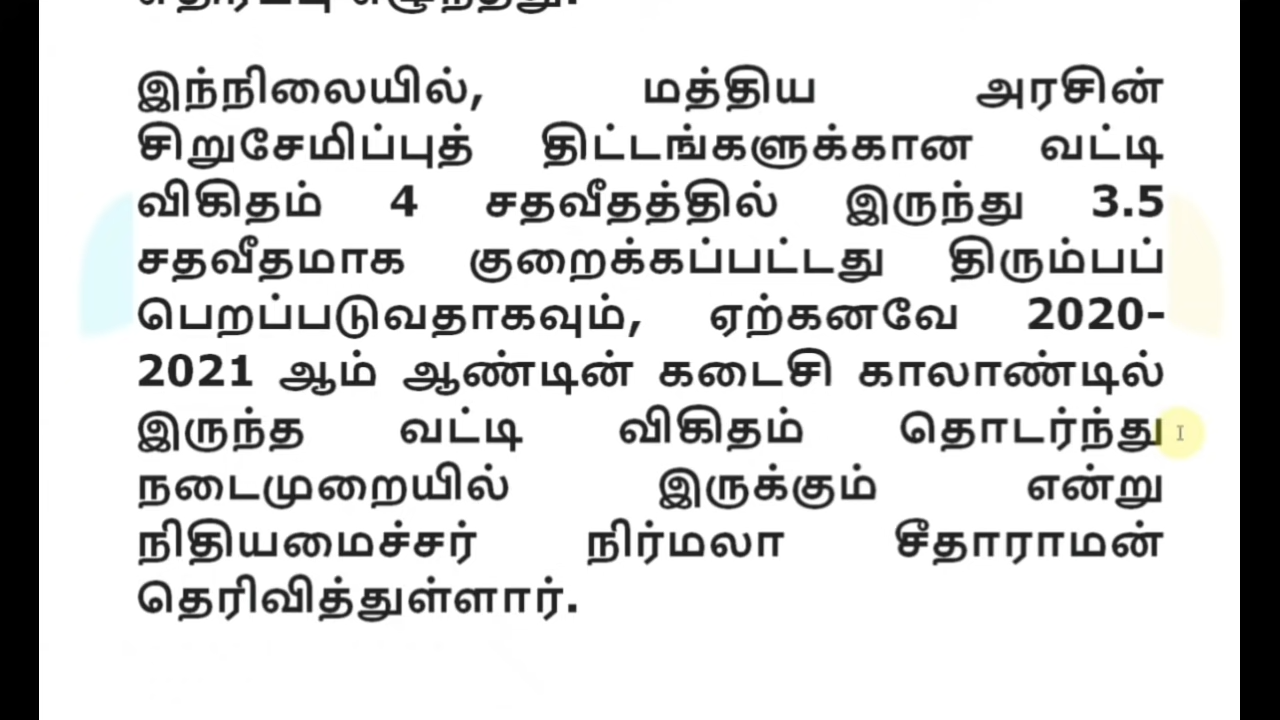 இந்நிலையில், மத்திய அரசின்
சிறுசேமிப்புத் திட்டங்களுக்கான வட்டி
விகிதம் 4 சதவீதத்தில் இருந்து 3.5
சதவீதமாக குறைக்கப்பட்டது திரும்பப்
பெறப்படுவதாகவும், ஏற்கனவே 2020-
2021 ஆம் ஆண்டின் கடைசி காலாண்டில்
இருந்த வட்டி விகிதம் தொடர்ந்து
நடைமுறையில் இருக்கும் என்று
நிதியமைச்சர் நிர்மலா சீதாராமன்
தெரிவித்துள்ளார்.